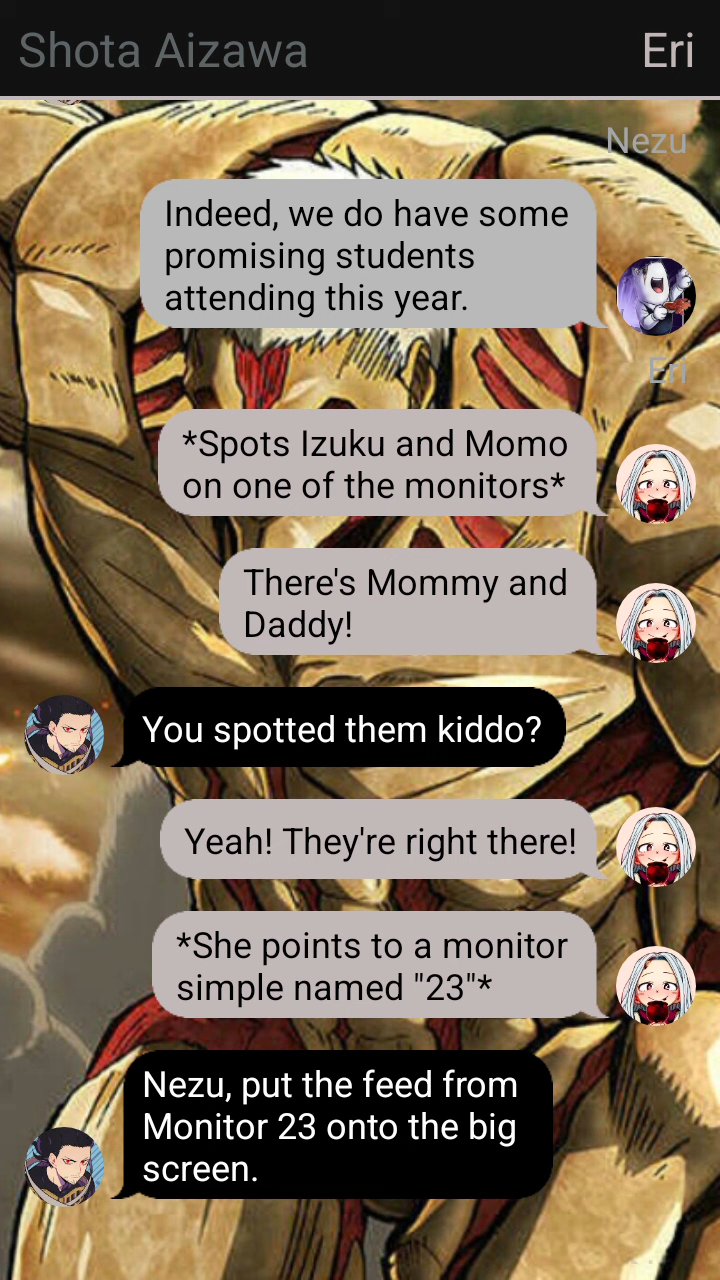 Shota Aizawa
Eri
Nezu
Indeed, we do have some
promising students
attending this year.
Eri
*Spots Izuku and Momo
on one of the monitors*
There's Mommy and
Daddy!
You spotted them kiddo?
Yeah! They're right there!
*She points to a monitor
simple named "23"*
Nezu, put the feed from
Monitor 23 onto the big
screen.